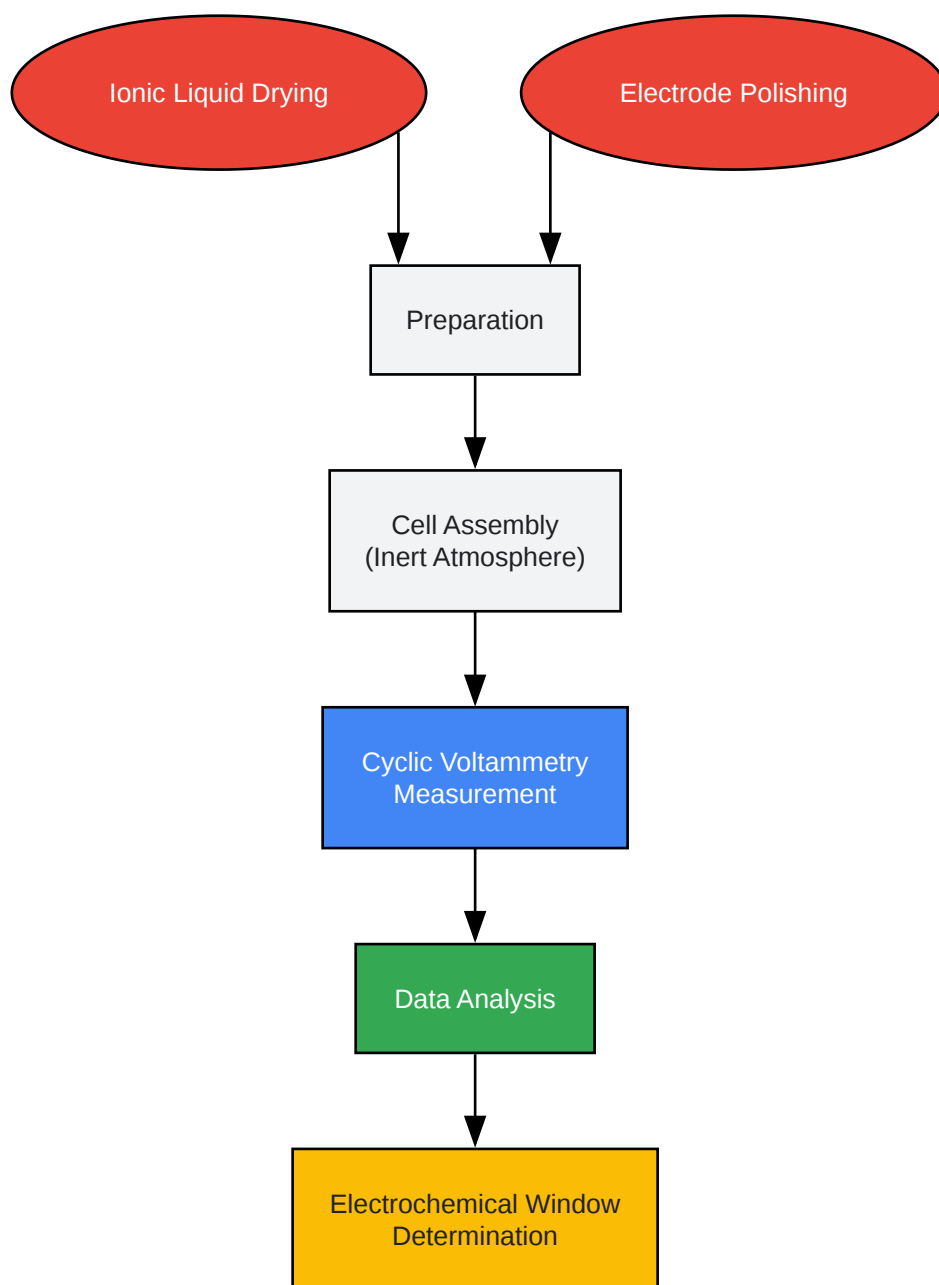 Ionic Liquid Drying
Electrode Polishing
Preparation
Cell Assembly
(Inert Atmosphere)
Cyclic Voltammetry
Measurement
Data Analysis
Electrochemical Window
Determination